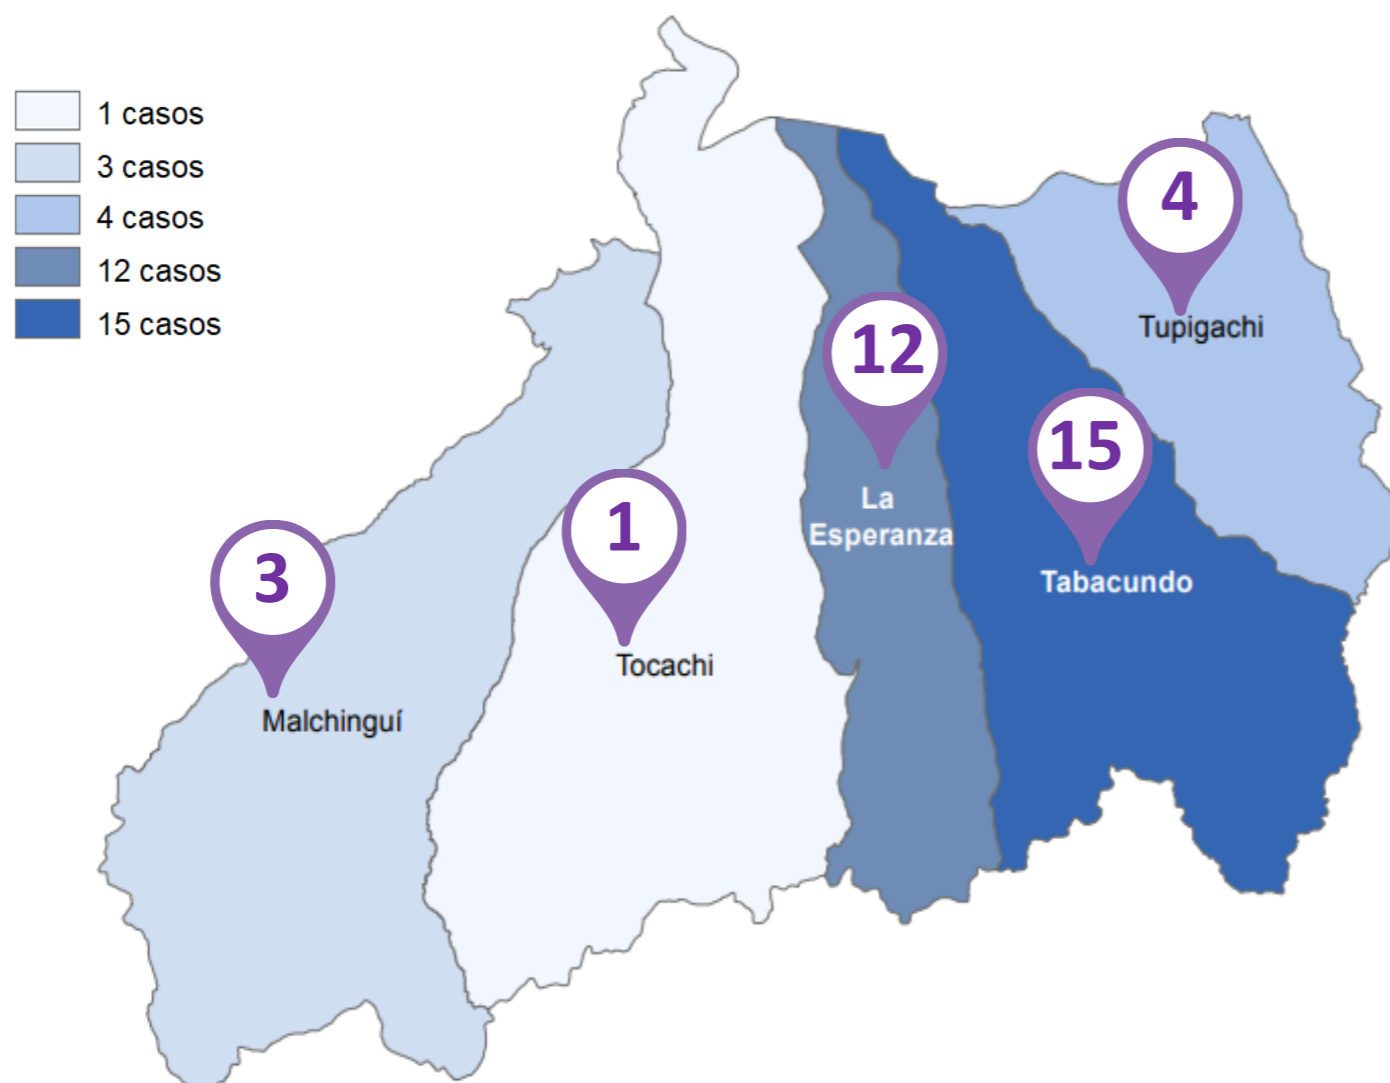 1 casos
3 casos
4 casos
12 casos
15 casos
4
Tupigachi
12
La
Esperanza
15
Tabacundo
1
Tocachi
3
Malchinguí